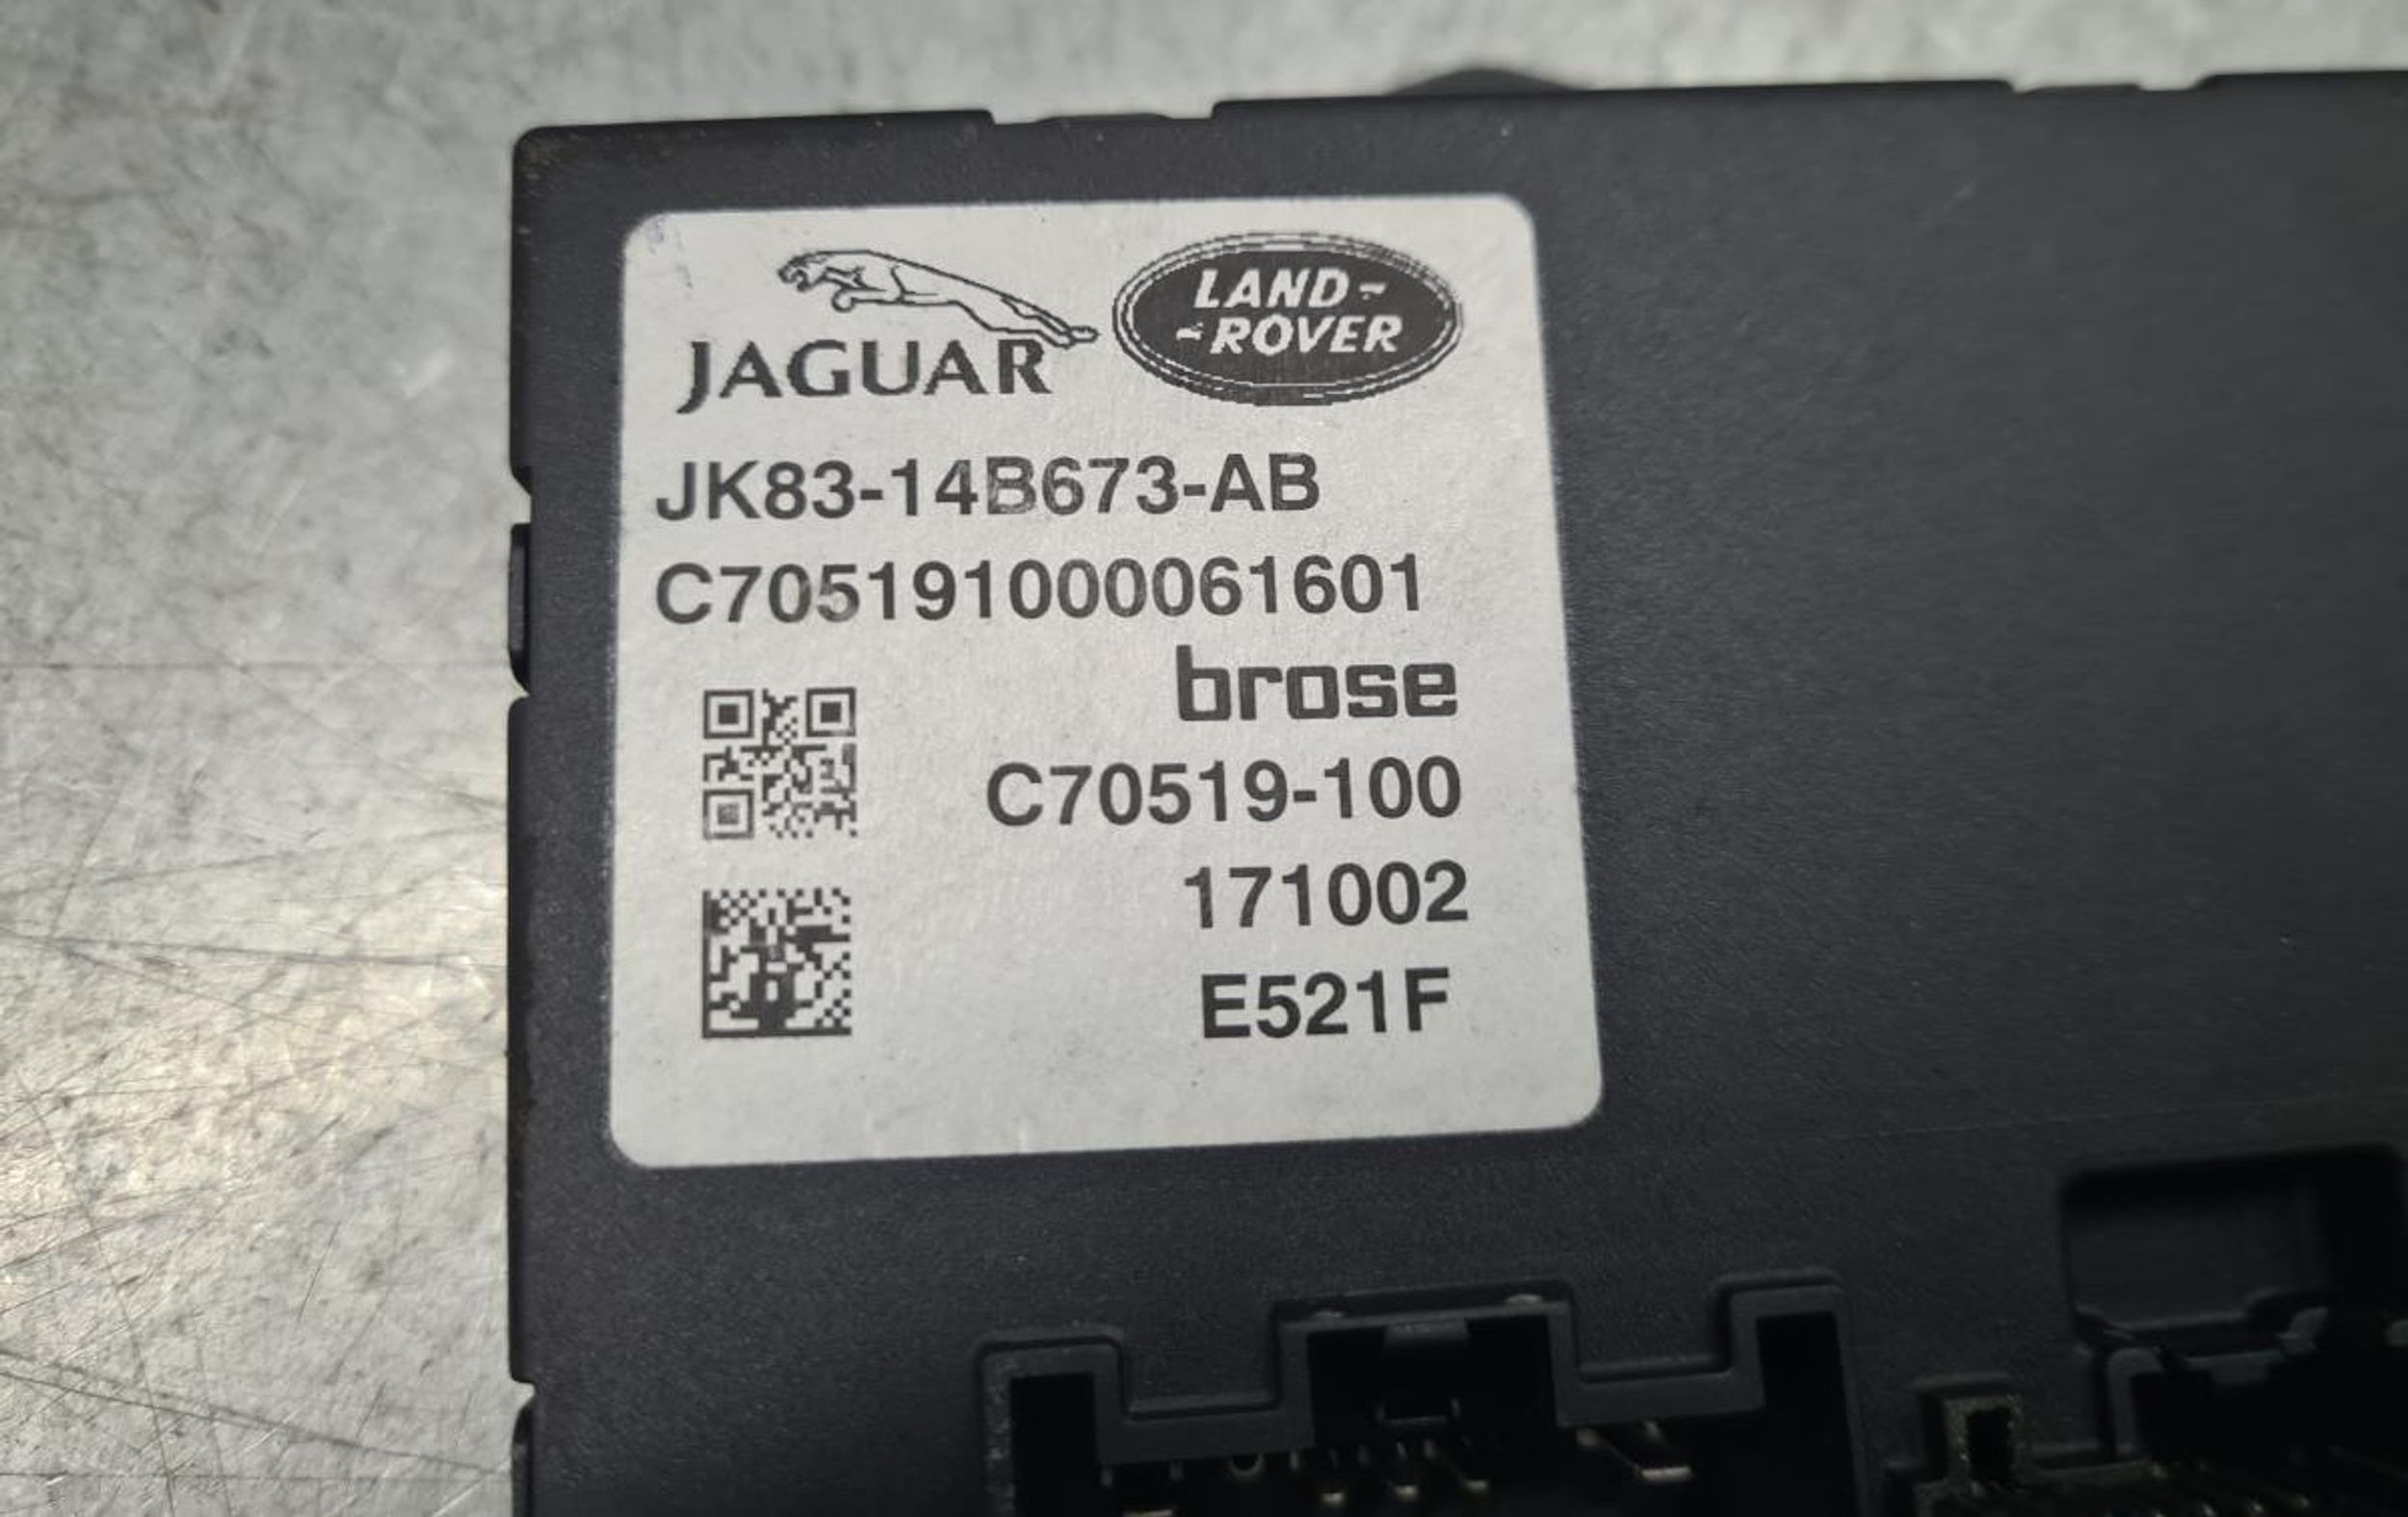 JAGUAR
LAND-
-ROVER
JK83-14B673-AB
C705191000061601
brose
C70519-100
171002
E521F